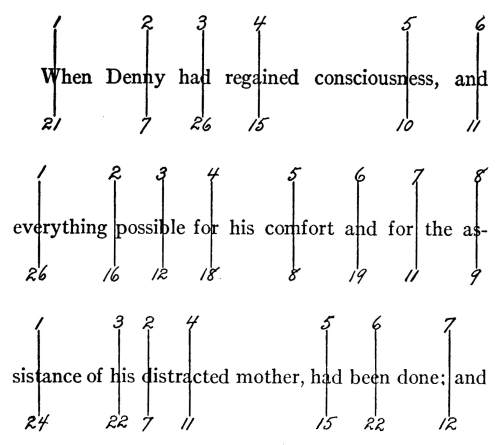 1 2 3 4 5 6
When Denny had regained consciousness, and
21 7 26 15 10 11
1 2 3 4 5 6 7 8
everything possible for his comfort and for the as-
26 16 12 18 8 19 11 9
1 3 2 4 5 6 7
sistance of his distracted mother, had been done; and
24 22 7 11 15 22 12